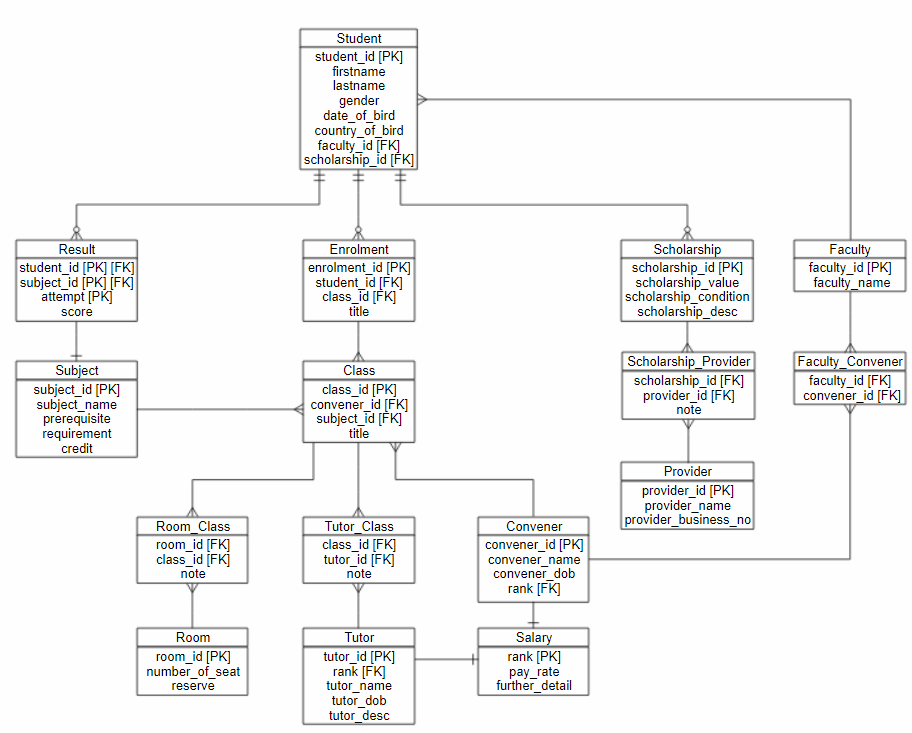 Student
student_id [PK]
firstname
lastname
gender
date_of_bird
country_of_bird
faculty_id [FK]
scholarship_id [FK]
Result
student_id [PK] [FK]
subject_id [PK] [FK]
attempt [PK]
score
Enrolment
enrolment_id [PK]
student_id [FK]
class_id [FK]
title
Scholarship
scholarship_id [PK]
scholarship_value
scholarship_condition
scholarship_desc
Faculty
faculty_id [PK]
faculty_name
Subject
subject_id [PK]
subject_name
prerequisite
requirement
credit
Class
class_id [PK]
convener_id [FK]
subject_id [FK]
title
Scholarship_Provider
scholarship_id [FK]
provider_id [FK]
note
Faculty_Convener
faculty_id [FK]
convener_id [FK]
Provider
provider_id [PK]
provider_name
provider_business_no
Room_Class
room_id [FK]
class_id [FK]
note
Tutor_Class
class_id [FK]
tutor_id [FK]
note
Convener
convener_id [PK]
convener_name
convener_dob
rank [FK]
Room
room_id [PK]
number_of_seat
reserve
Tutor
tutor_id [PK]
rank [FK]
tutor_name
tutor_dob
tutor_desc
Salary
rank [PK]
pay_rate
further_detail